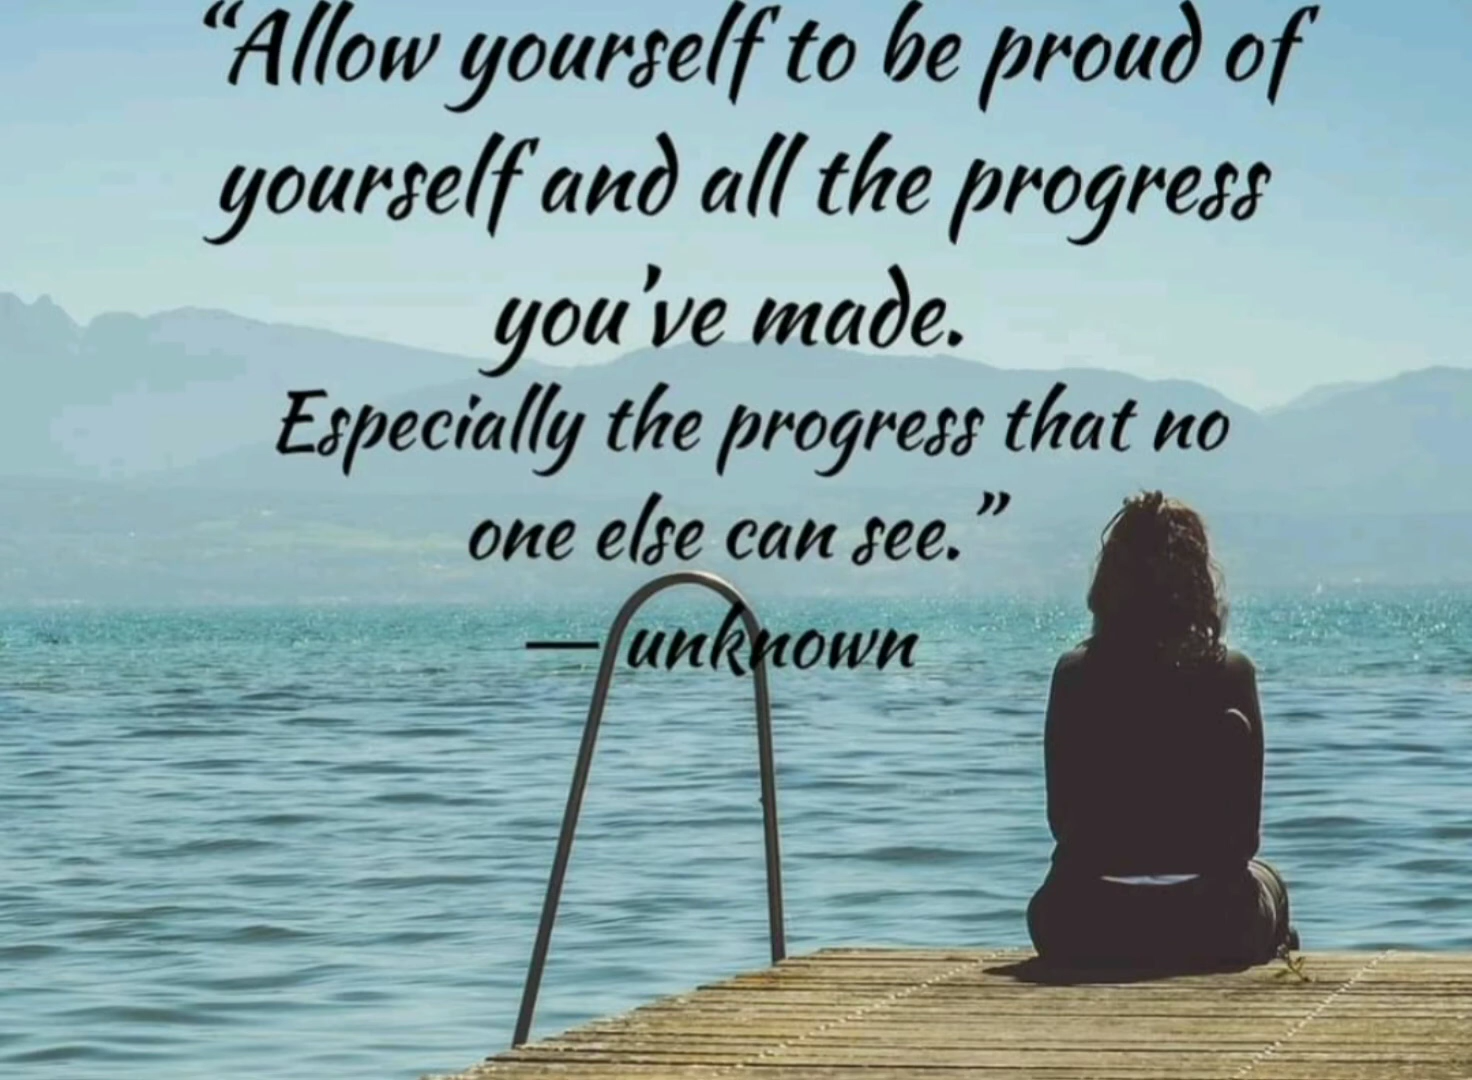 “Allow yourself to be proud of
yourself and all the progress
you’ve made.
Especially the progress that no
one else can see.”
— unknown